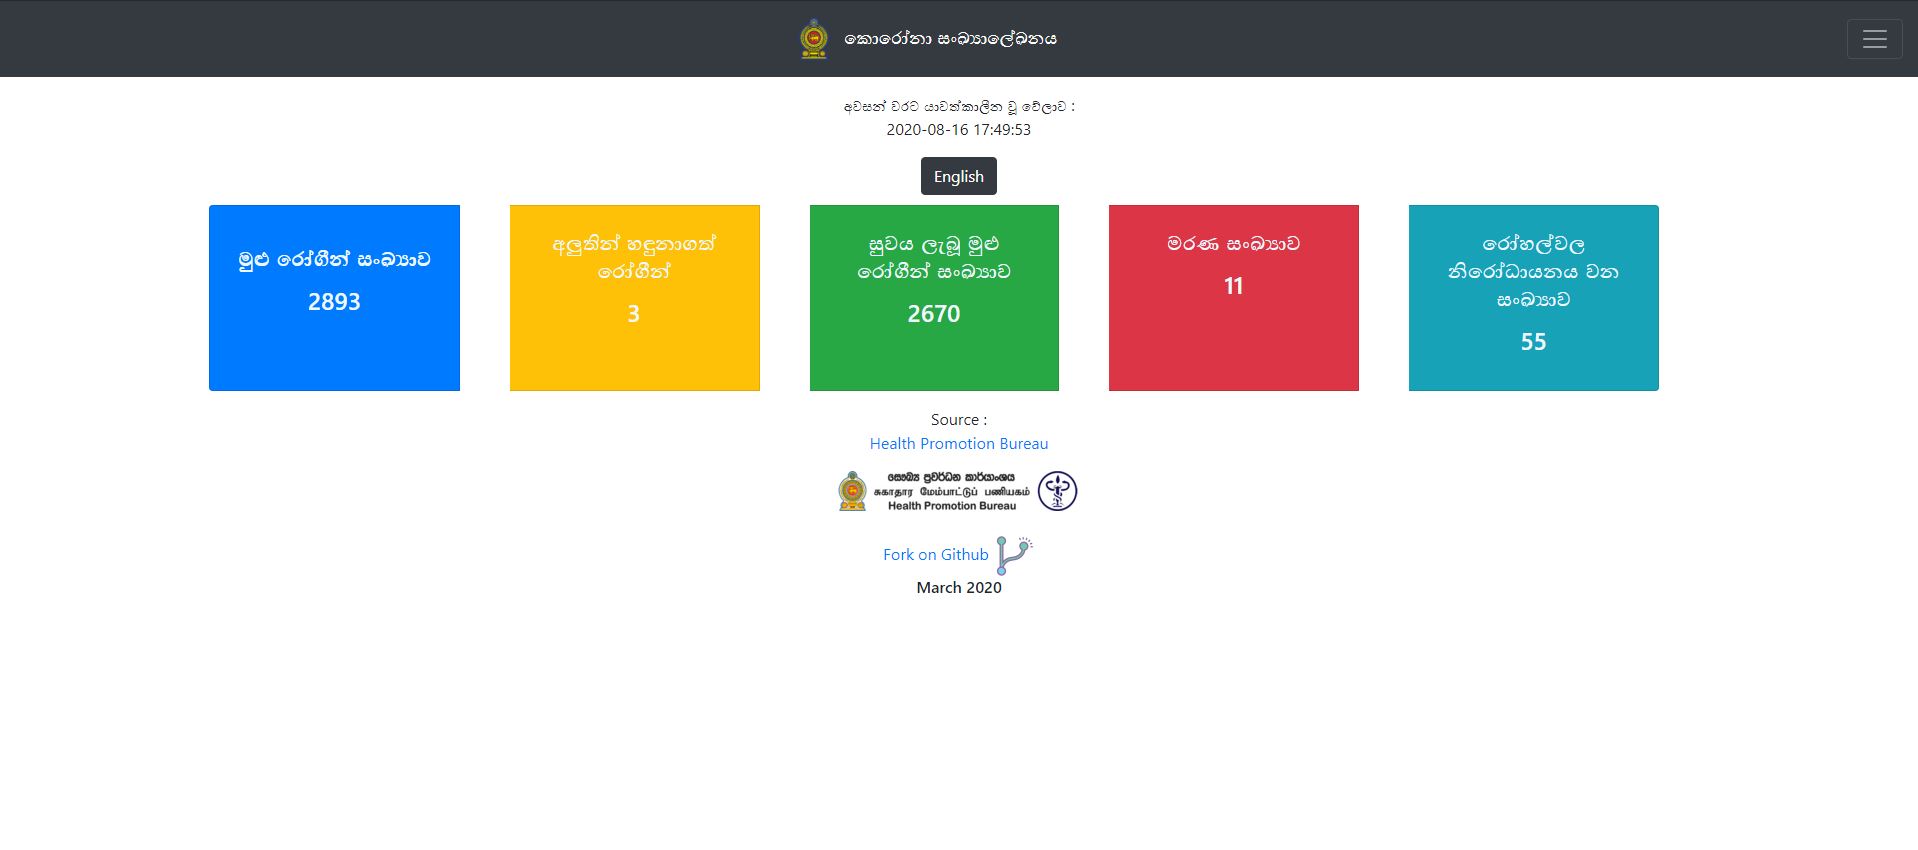 කොරෝනා සංඛ්‍යාලේඛනය
අවසන් වරට යාවත්කාලීන වූ වේලාව :
2020-08-16 17:49:53
English
මුළු රෝගීන් සංඛ්‍යාව
2893
අලුතින් හඳුනාගත්
රෝගීන්
3
සුවය ලැබූ මුළු
රෝගීන් සංඛ්‍යාව
2670
මරණ සංඛ්‍යාව
11
රෝහල්වල
නිරෝධායනය වන
සංඛ්‍යාව
55
Source :
Health Promotion Bureau
සෞඛ්‍ය ප්‍රවර්ධන කාර්යාංශය
சுகாதார மேம்பாட்டுப் பணியகம்
Health Promotion Bureau
Fork on Github
March 2020